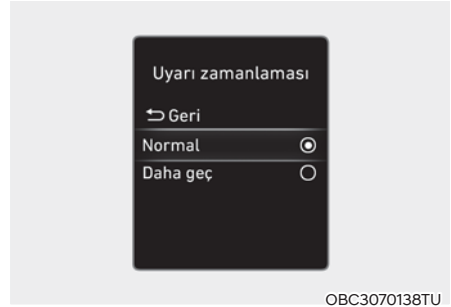 Uyarı zamanlaması
Geri
Normal
Daha geç
OBC3070138TU